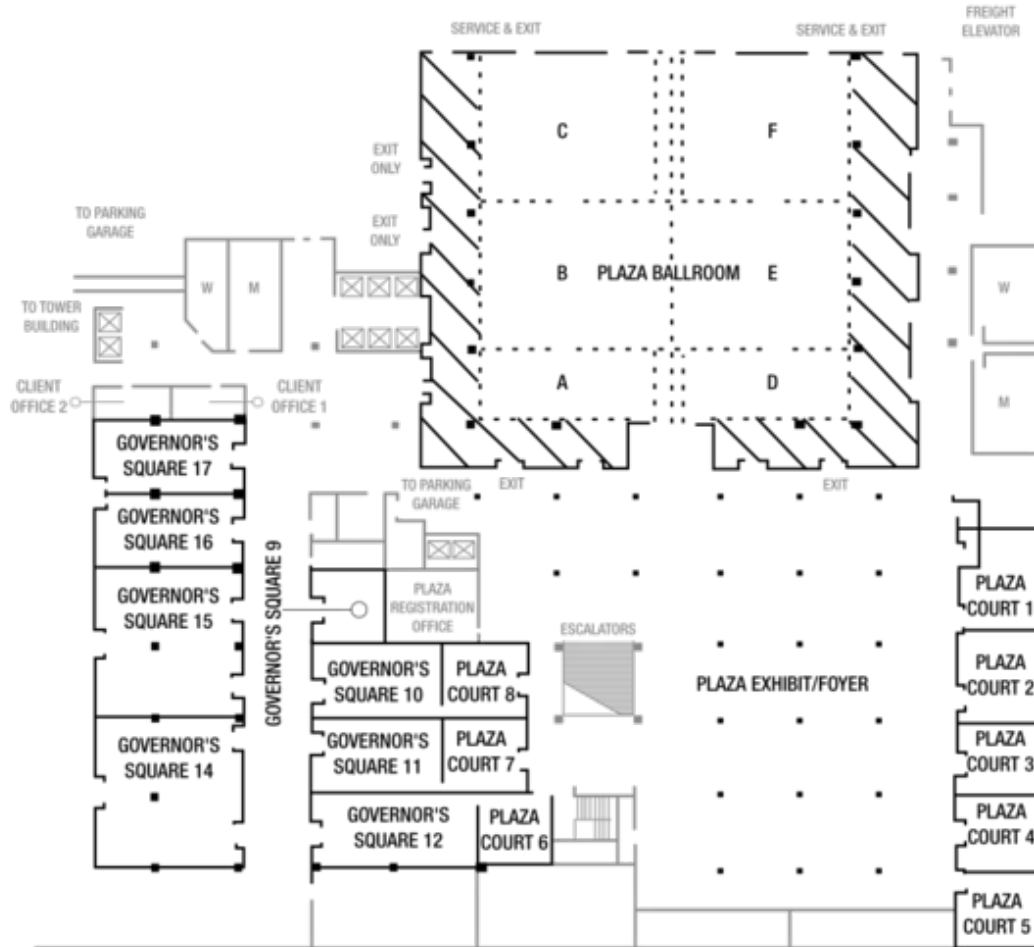 SERVICE & EXIT
SERVICE & EXIT
FREIGHT
ELEVATOR
C
F
EXIT
ONLY
TO PARKING
GARAGE
EXIT
ONLY
W
M
B
PLAZA BALLROOM
E
W
TO TOWER
BUILDING
A
D
CLIENT
OFFICE 2
CLIENT
OFFICE 1
M
GOVERNOR'S
SQUARE 17
TO PARKING
GARAGE
EXIT
EXIT
GOVERNOR'S
SQUARE 16
GOVERNOR'S SQUARE 9
PLAZA
REGISTRATION
OFFICE
PLAZA
COURT 1
GOVERNOR'S
SQUARE 15
ESCALATORS
GOVERNOR'S
SQUARE 10
PLAZA
COURT 8
PLAZA EXHIBIT/FOYER
PLAZA
COURT 2
GOVERNOR'S
SQUARE 14
GOVERNOR'S
SQUARE 11
PLAZA
COURT 7
PLAZA
COURT 3
GOVERNOR'S
SQUARE 12
PLAZA
COURT 6
PLAZA
COURT 4
PLAZA
COURT 5